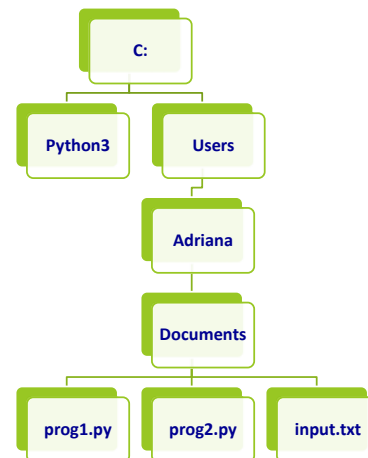 C:
Python3
Users
Adriana
Documents
prog1.py
prog2.py
input.txt